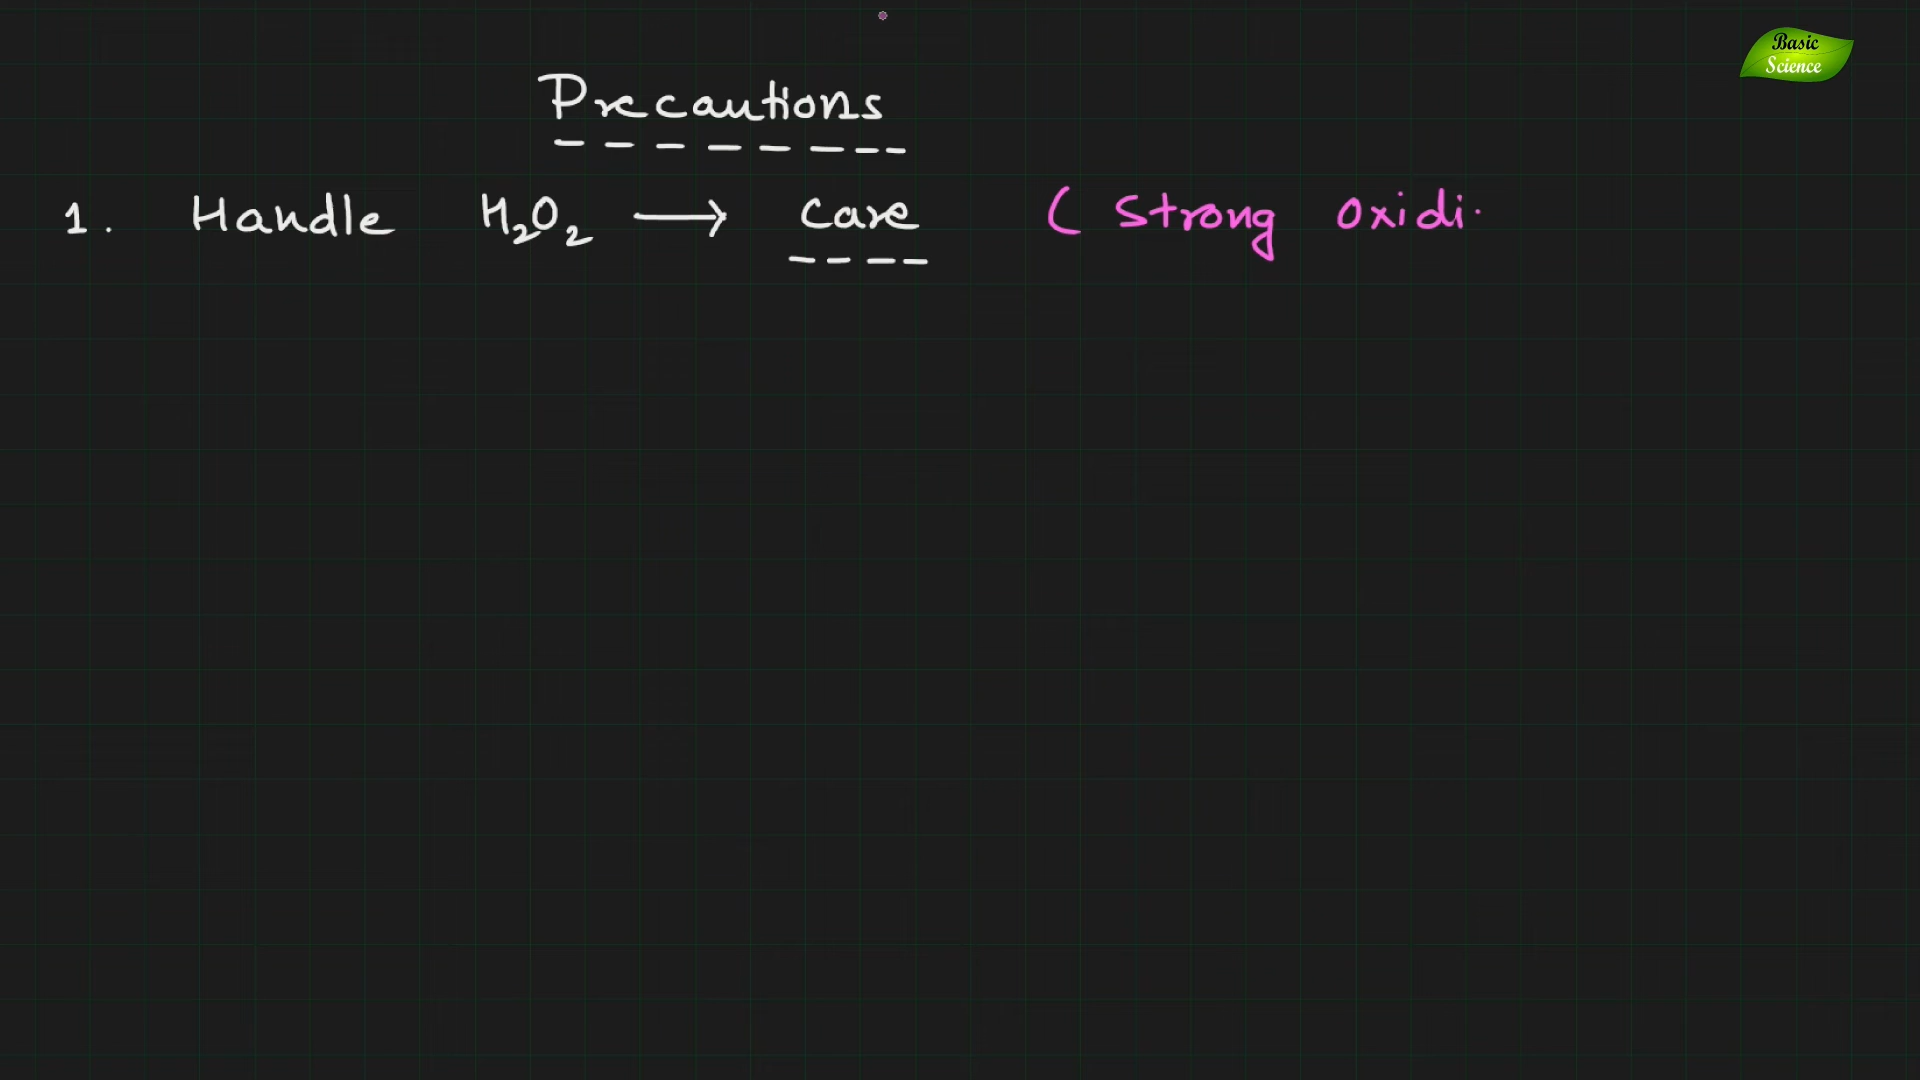 Basic
Science
Precautions
1. Handle H₂O₂ → Care ( Strong Oxidi.